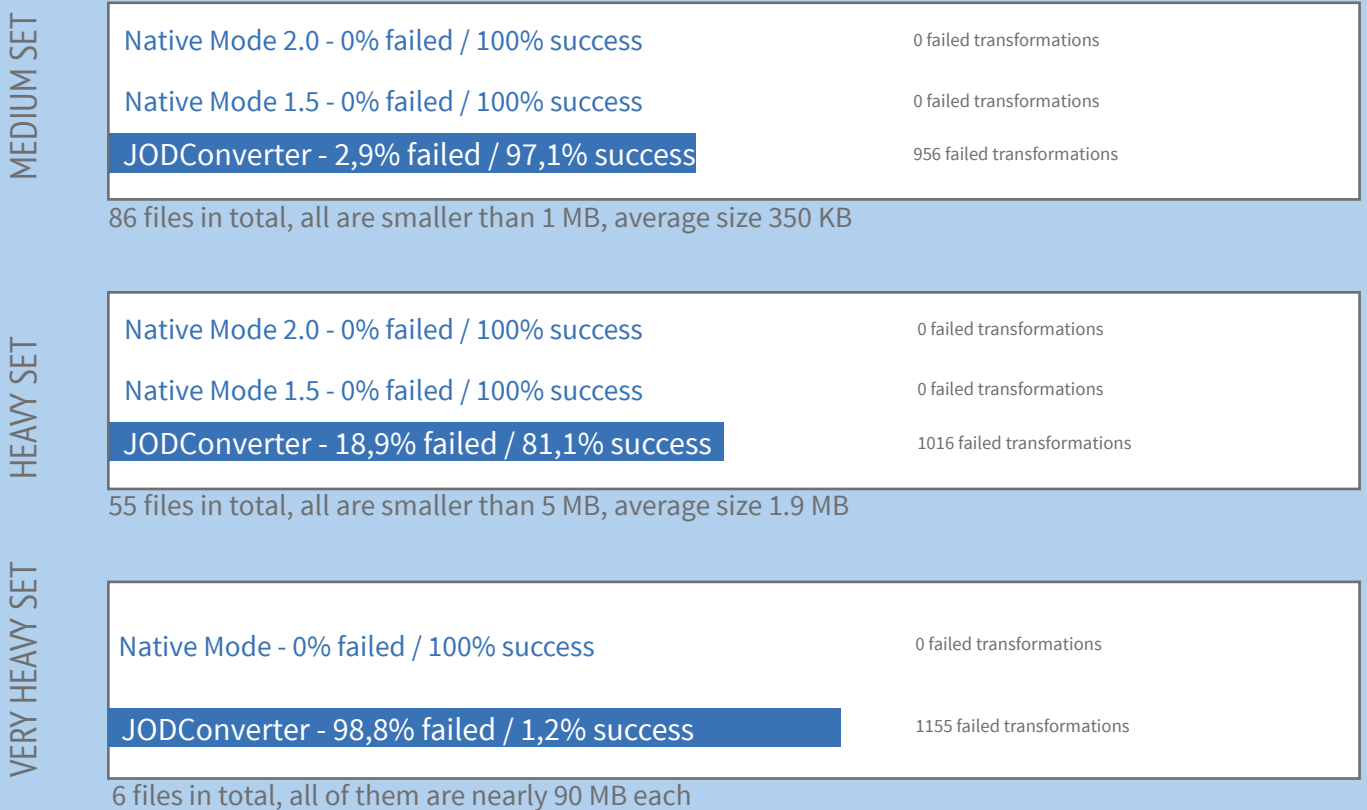 MEDIUM SET
Native Mode 2.0 - 0% failed / 100% success
0 failed transformations
Native Mode 1.5 - 0% failed / 100% success
0 failed transformations
JODConverter - 2,9% failed / 97,1% success
956 failed transformations
86 files in total, all are smaller than 1 MB, average size 350 KB
HEAVY SET
Native Mode 2.0 - 0% failed / 100% success
0 failed transformations
Native Mode 1.5 - 0% failed / 100% success
0 failed transformations
JODConverter - 18,9% failed / 81,1% success
1016 failed transformations
55 files in total, all are smaller than 5 MB, average size 1.9 MB
VERY HEAVY SET
Native Mode - 0% failed / 100% success
0 failed transformations
JODConverter - 98,8% failed / 1,2% success
1155 failed transformations
6 files in total, all of them are nearly 90 MB each